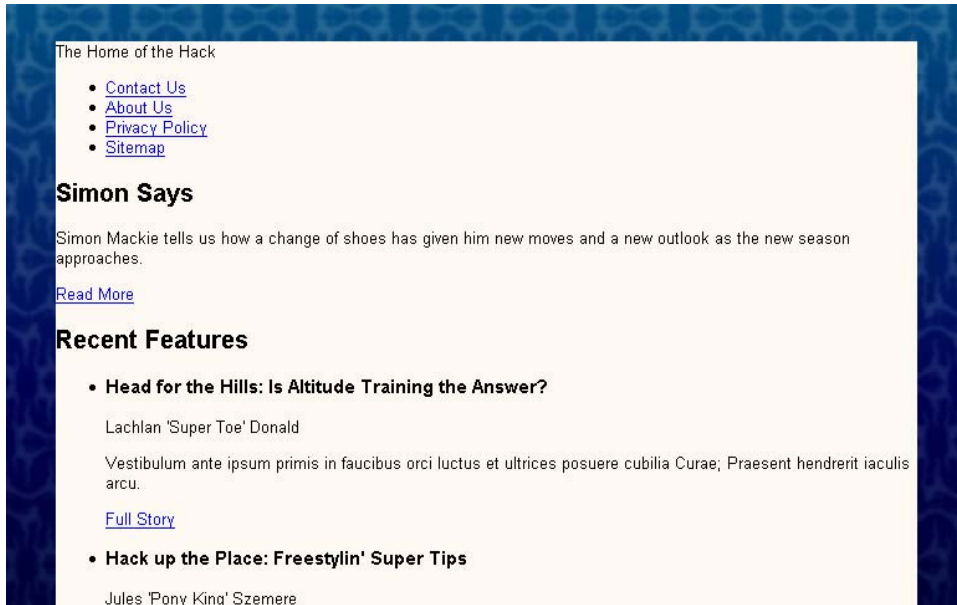 The Home of the Hack
Contact Us
About Us
Privacy Policy
Sitemap
Simon Says
Simon Mackie tells us how a change of shoes has given him new moves and a new outlook as the new season
approaches.
Read More
Recent Features
Head for the Hills: Is Altitude Training the Answer?
Lachlan 'Super Toe' Donald
Vestibulum ante ipsum primis in faucibus orci luctus et ultrices posuere cubilia Curae; Praesent hendrerit iaculis
arcu.
Full Story
Hack up the Place: Freestylin' Super Tips
Jules 'Pony King' Szemere